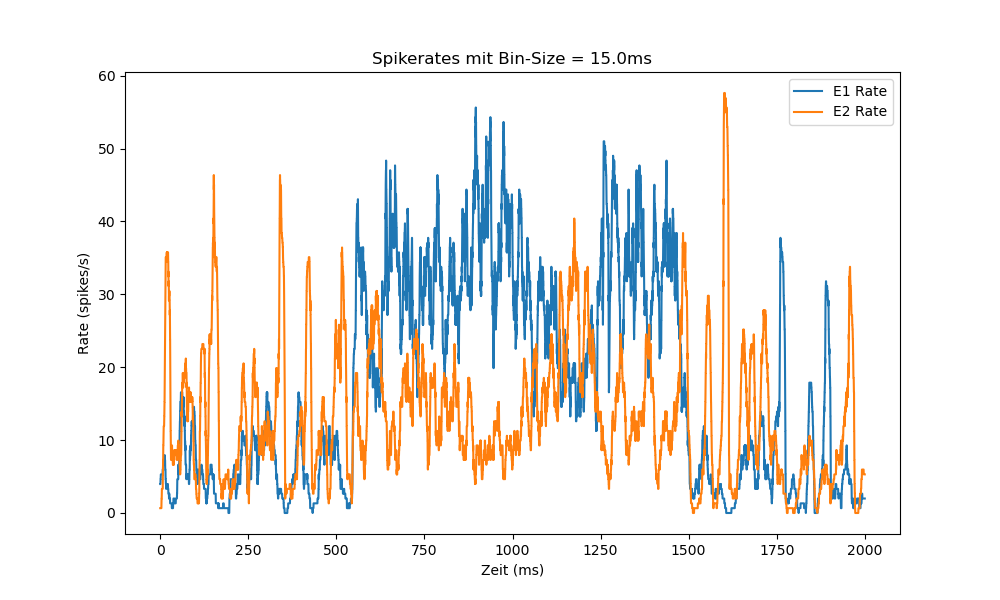 Spikerates mit Bin-Size = 15.0ms
E1 Rate
E2 Rate
Rate (spikes/s)
60
50
40
30
20
10
0
0 250 500 750 1000 1250 1500 1750 2000
Zeit (ms)